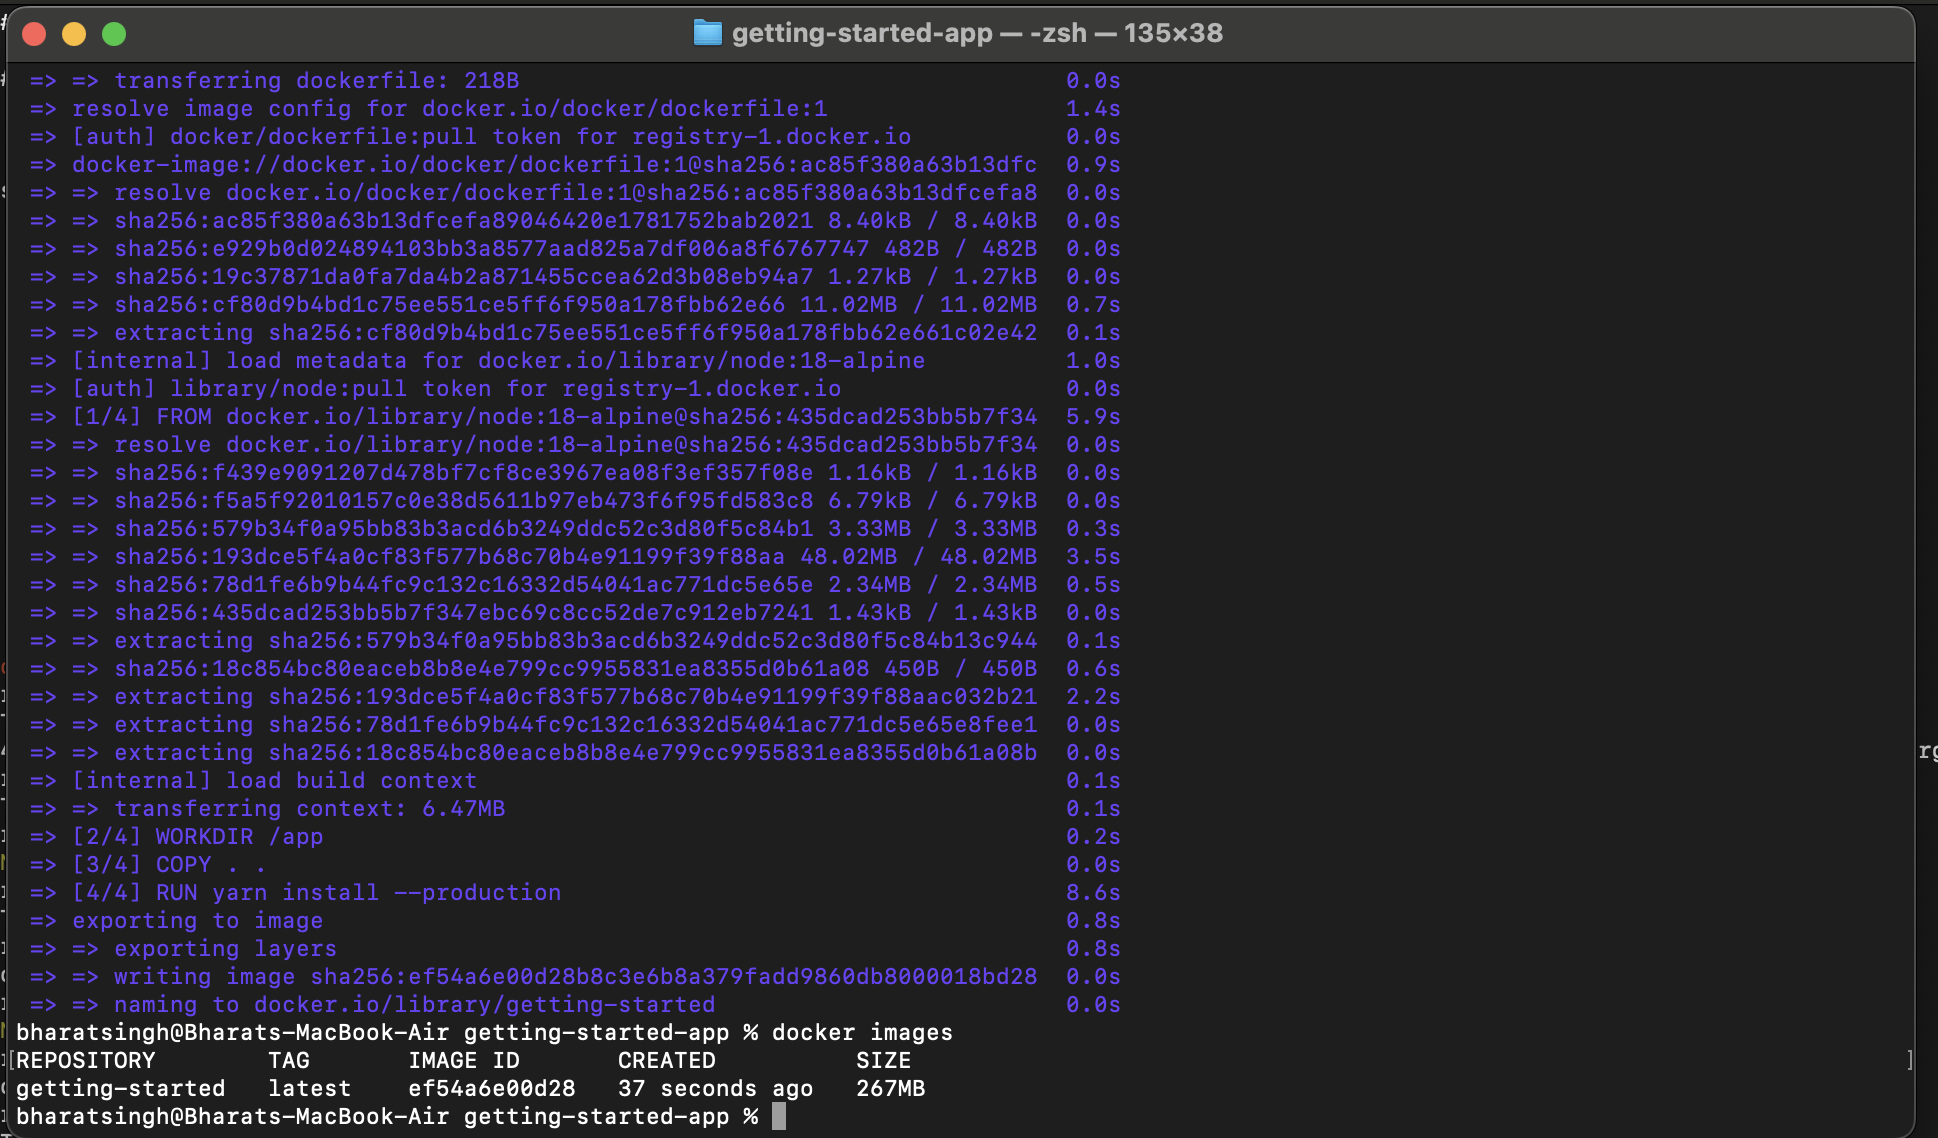 getting-started-app — -zsh — 135×38
=> => transferring dockerfile: 218B 0.0s
=> resolve image config for docker.io/docker/dockerfile:1 1.4s
=> [auth] docker/dockerfile:pull token for registry-1.docker.io 0.0s
=> docker-image://docker.io/docker/dockerfile:1@sha256:ac85f380a63b13dfc 0.9s
=> => resolve docker.io/docker/dockerfile:1@sha256:ac85f380a63b13dfcefa8 0.0s
=> => sha256:ac85f380a63b13dfcefa89046420e1781752bab2021 8.40kB / 8.40kB 0.0s
=> => sha256:e929b0d024894103bb3a8577aad825a7df006a8f6767747 482B / 482B 0.0s
=> => sha256:19c37871da0fa7da4b2a871455ccea62d3b08eb94a7 1.27kB / 1.27kB 0.0s
=> => sha256:cf80d9b4bd1c75ee551ce5ff6f950a178fbb62e66 11.02MB / 11.02MB 0.7s
=> => extracting sha256:cf80d9b4bd1c75ee551ce5ff6f950a178fbb62e661c02e42 0.1s
=> [internal] load metadata for docker.io/library/node:18-alpine 1.0s
=> [auth] library/node:pull token for registry-1.docker.io 0.0s
=> [1/4] FROM docker.io/library/node:18-alpine@sha256:435dcad253bb5b7f34 5.9s
=> => resolve docker.io/library/node:18-alpine@sha256:435dcad253bb5b7f34 0.0s
=> => sha256:f439e9091207d478bf7cf8ce3967ea08f3ef357f08e 1.16kB / 1.16kB 0.0s
=> => sha256:f5a5f92010157c0e38d5611b97eb473f6f95fd583c8 6.79kB / 6.79kB 0.0s
=> => sha256:579b34f0a95bb83b3acd6b3249ddc52c3d80f5c84b1 3.33MB / 3.33MB 0.3s
=> => sha256:193dce5f4a0cf83f577b68c70b4e91199f39f88aa 48.02MB / 48.02MB 3.5s
=> => sha256:78d1fe6b9b44fc9c132c16332d54041ac771dc5e65e 2.34MB / 2.34MB 0.5s
=> => sha256:435dcad253bb5b7f347ebc69c8cc52de7c912eb7241 1.43kB / 1.43kB 0.0s
=> => extracting sha256:579b34f0a95bb83b3acd6b3249ddc52c3d80f5c84b13c944 0.1s
=> => sha256:18c854bc80eaceb8b8e4e799cc9955831ea8355d0b61a08 450B / 450B 0.6s
=> => extracting sha256:193dce5f4a0cf83f577b68c70b4e91199f39f88aac032b21 2.2s
=> => extracting sha256:78d1fe6b9b44fc9c132c16332d54041ac771dc5e65e8fee1 0.0s
=> => extracting sha256:18c854bc80eaceb8b8e4e799cc9955831ea8355d0b61a08b 0.0s
=> [internal] load build context 0.1s
=> => transferring context: 6.47MB 0.1s
=> [2/4] WORKDIR /app 0.2s
=> [3/4] COPY . . 0.0s
=> [4/4] RUN yarn install --production 8.6s
=> exporting to image 0.8s
=> => exporting layers 0.8s
=> => writing image sha256:ef54a6e00d28b8c3e6b8a379fadd9860db8000018bd28 0.0s
=> => naming to docker.io/library/getting-started 0.0s
bharatsingh@Bharats-MacBook-Air getting-started-app % docker images
[REPOSITORY TAG IMAGE ID CREATED SIZE ]
getting-started latest ef54a6e00d28 37 seconds ago 267MB
bharatsingh@Bharats-MacBook-Air getting-started-app %